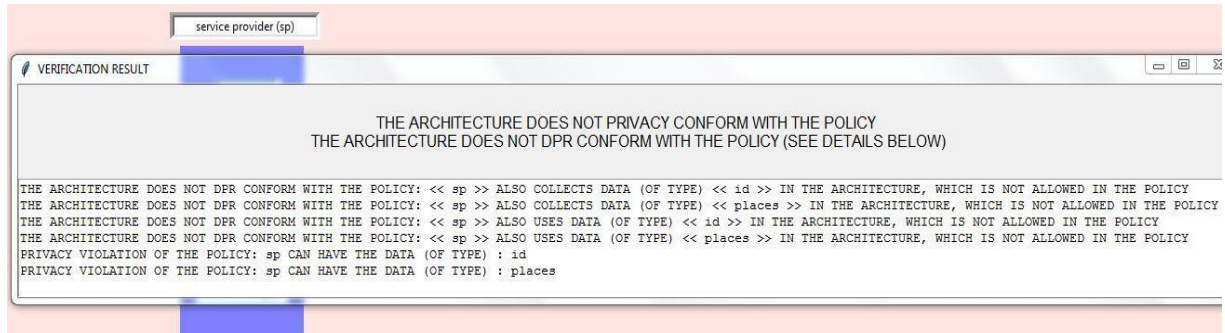 service provider (sp)
VERIFICATION RESULT
THE ARCHITECTURE DOES NOT PRIVACY CONFORM WITH THE POLICY
THE ARCHITECTURE DOES NOT DPR CONFORM WITH THE POLICY (SEE DETAILS BELOW)
THE ARCHITECTURE DOES NOT DPR CONFORM WITH THE POLICY: << sp >> ALSO COLLECTS DATA (OF TYPE) << id >> IN THE ARCHITECTURE, WHICH IS NOT ALLOWED IN THE POLICY
THE ARCHITECTURE DOES NOT DPR CONFORM WITH THE POLICY: << sp >> ALSO COLLECTS DATA (OF TYPE) << places >> IN THE ARCHITECTURE, WHICH IS NOT ALLOWED IN THE POLICY
THE ARCHITECTURE DOES NOT DPR CONFORM WITH THE POLICY: << sp >> ALSO USES DATA (OF TYPE) << id >> IN THE ARCHITECTURE, WHICH IS NOT ALLOWED IN THE POLICY
THE ARCHITECTURE DOES NOT DPR CONFORM WITH THE POLICY: << sp >> ALSO USES DATA (OF TYPE) << places >> IN THE ARCHITECTURE, WHICH IS NOT ALLOWED IN THE POLICY
PRIVACY VIOLATION OF THE POLICY: sp CAN HAVE THE DATA (OF TYPE) : id
PRIVACY VIOLATION OF THE POLICY: sp CAN HAVE THE DATA (OF TYPE) : places